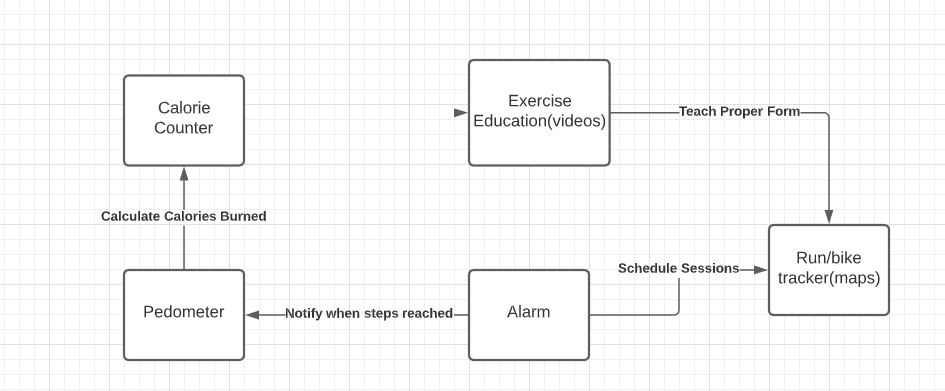 Calorie
Counter
Exercise
Education(videos)
Teach Proper Form
Calculate Calories Burned
Run/bike
tracker(maps)
Schedule Sessions
Pedometer
Notify when steps reached
Alarm